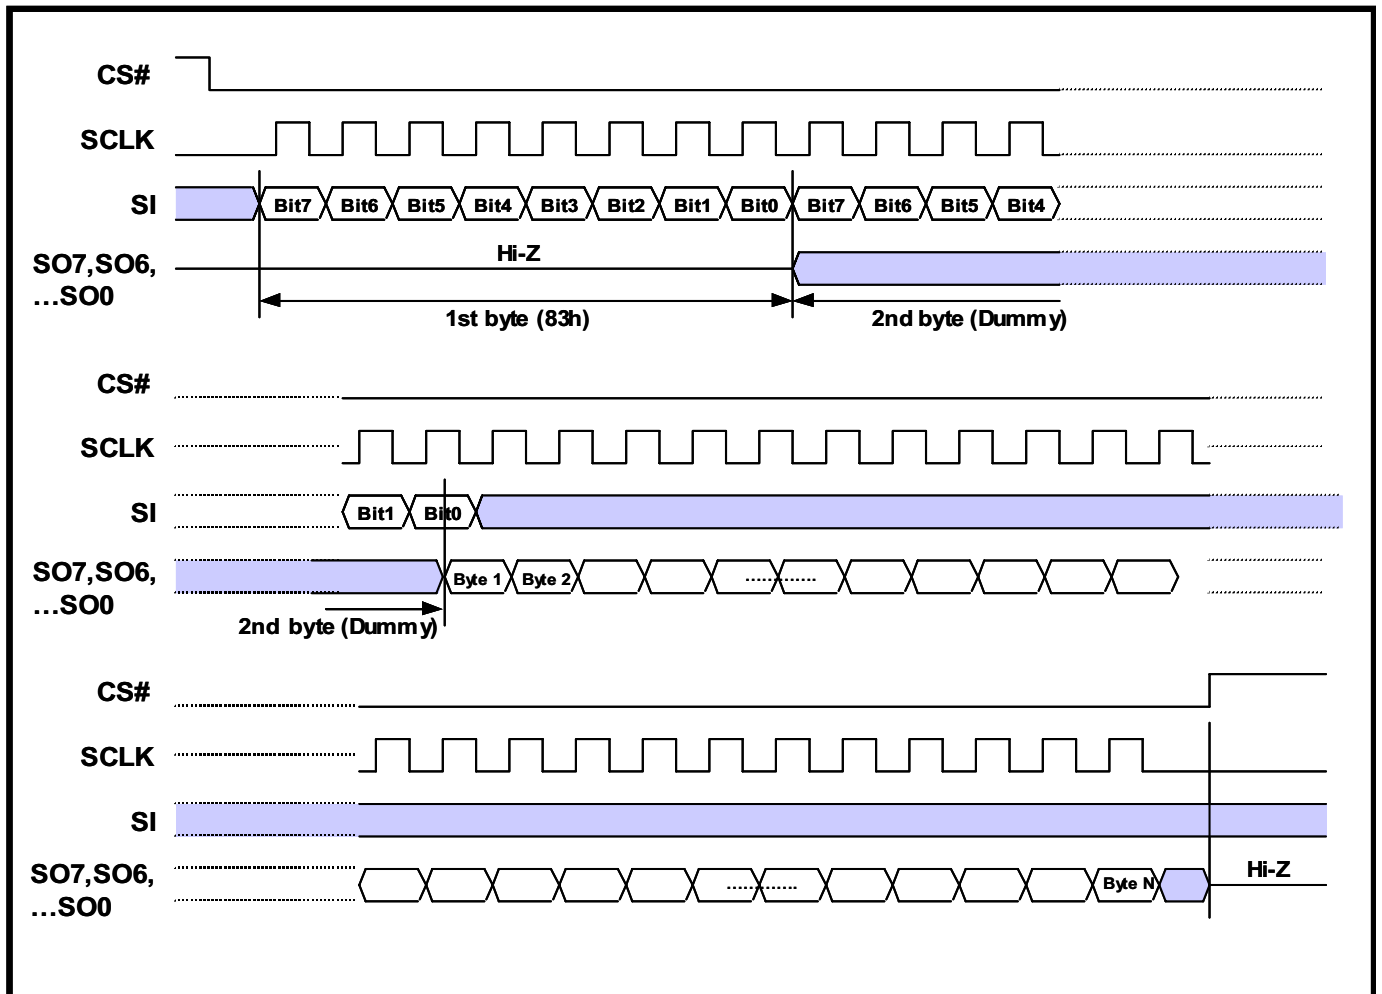 CS#
SCLK
SI Bit7 Bit6 Bit5 Bit4 Bit3 Bit2 Bit1 Bit0 Bit7 Bit6 Bit5 Bit4
Hi-Z
SO7,SO6,
...SO0
1st byte (83h) 2nd byte (Dummy)
CS#
SCLK
SI Bit1 Bit0
SO7,SO6, Byte 1 Byte 2 .............
...SO0
2nd byte (Dummy)
CS#
SCLK
SI
SO7,SO6, Hi-Z
............. Byte N
...SO0